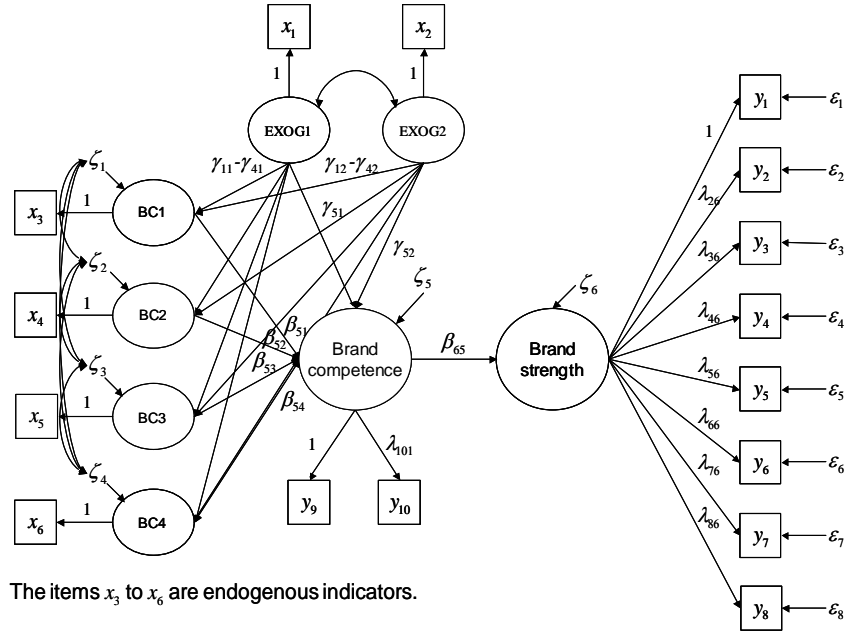 x₁ x₂
1 1
EXOG1 EXOG2
y₁ ε₁
1
γ₁₁-γ₄₁ γ₁₂-γ₄₂
ζ₁
x₃ 1 BC1
y₂ ε₂
λ₂₆
γ₅₁
γ₅₂
y₃ ε₃
λ₃₆
ζ₂
ζ₅
ζ₆
x₄ 1 BC2
y₄ ε₄
λ₄₆
β₅₁
β₅₂
Brand competence
β₆₅
Brand strength
ζ₃
β₅₃
λ₅₆
y₅ ε₅
β₅₄
x₅ 1 BC3
λ₆₆
1 λ₁₀₁
y₆ ε₆
λ₇₆
ζ₄
y₉ y₁₀
x₆ 1 BC4
λ₈₆
y₇ ε₇
The items x₃ to x₆ are endogenous indicators.
y₈ ε₈